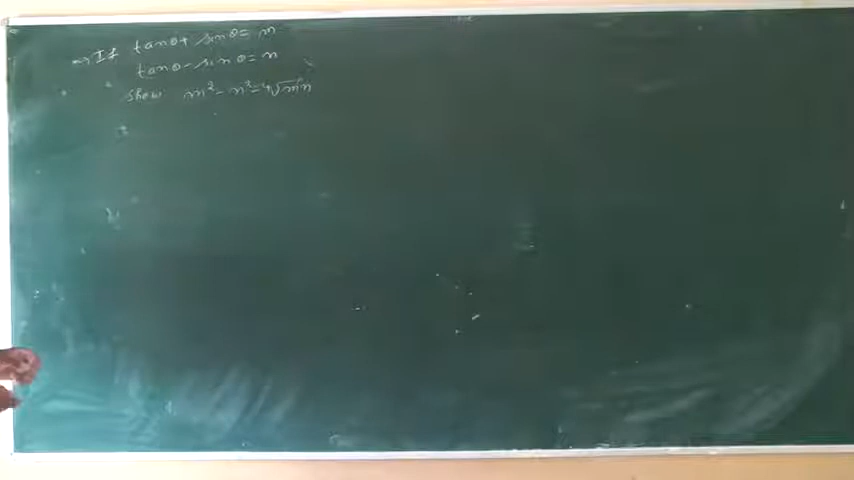 → If tanθ + sinθ = m
tanθ - sinθ = n
show m² - n² = 4√mn